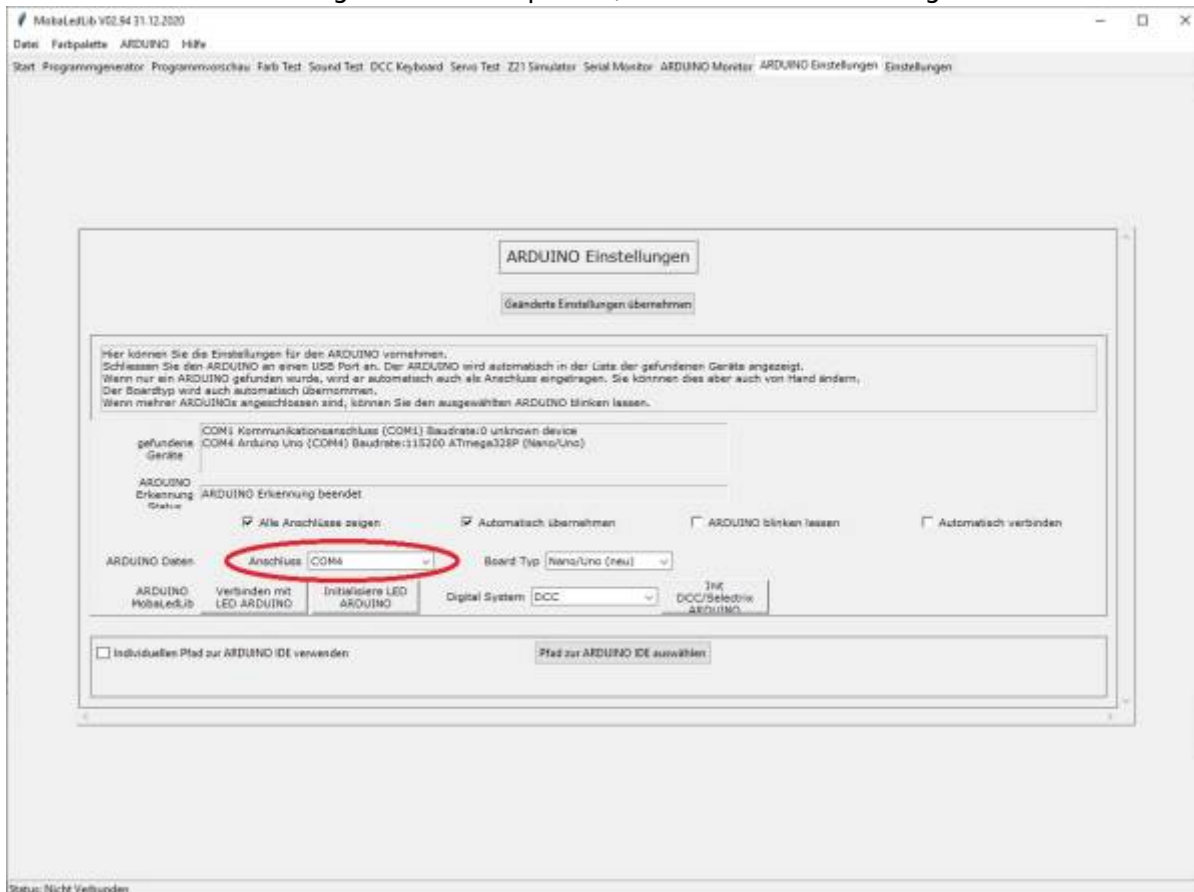 MobaLedLib V02.94 31.12.2020
Datei Farbpalette ARDUINO Hilfe
Start Programmgenerator Programmvorschau Farb Test Sound Test DCC Keyboard Servo Test Z21 Simulator Serial Monitor ARDUINO Monitor ARDUINO Einstellungen Einstellungen
ARDUINO Einstellungen
Geänderte Einstellungen übernehmen
Hier können Sie die Einstellungen für den ARDUINO vornehmen.
Schliessen Sie den ARDUINO an einen USB Port an. Der ARDUINO wird automatisch in der Liste der gefundenen Geräte angezeigt.
Wenn nur ein ARDUINO gefunden wurde, wird er automatisch auch als Anschluss eingetragen. Sie könnnen dies aber auch von Hand ändern.
Der Boardtyp wird auch automatisch übernommen.
Wenn mehrer ARDUINOs angeschlossen sind, können Sie den ausgewählten ARDUINO blinken lassen.
gefundene Geräte
COM1 Kommunikationsanschluss (COM1) Baudrate:0 unknown device
COM4 Arduino Uno (COM4) Baudrate:115200 ATmega328P (Nano/Uno)
ARDUINO Erkennung Status
ARDUINO Erkennung beendet
Alle Anschlüsse zeigen Automatisch übernehmen ARDUINO blinken lassen Automatisch verbinden
ARDUINO Daten Anschluss COM4 Board Typ Nano/Uno (neu)
ARDUINO MobaLedLib
Verbinden mit LED ARDUINO
Initialisiere LED ARDUINO
Digital System DCC
Init DCC/Selectrix ARDUINO
Individuellen Pfad zur ARDUINO IDE verwenden Pfad zur ARDUINO IDE auswählen
Status: Nicht Verbunden